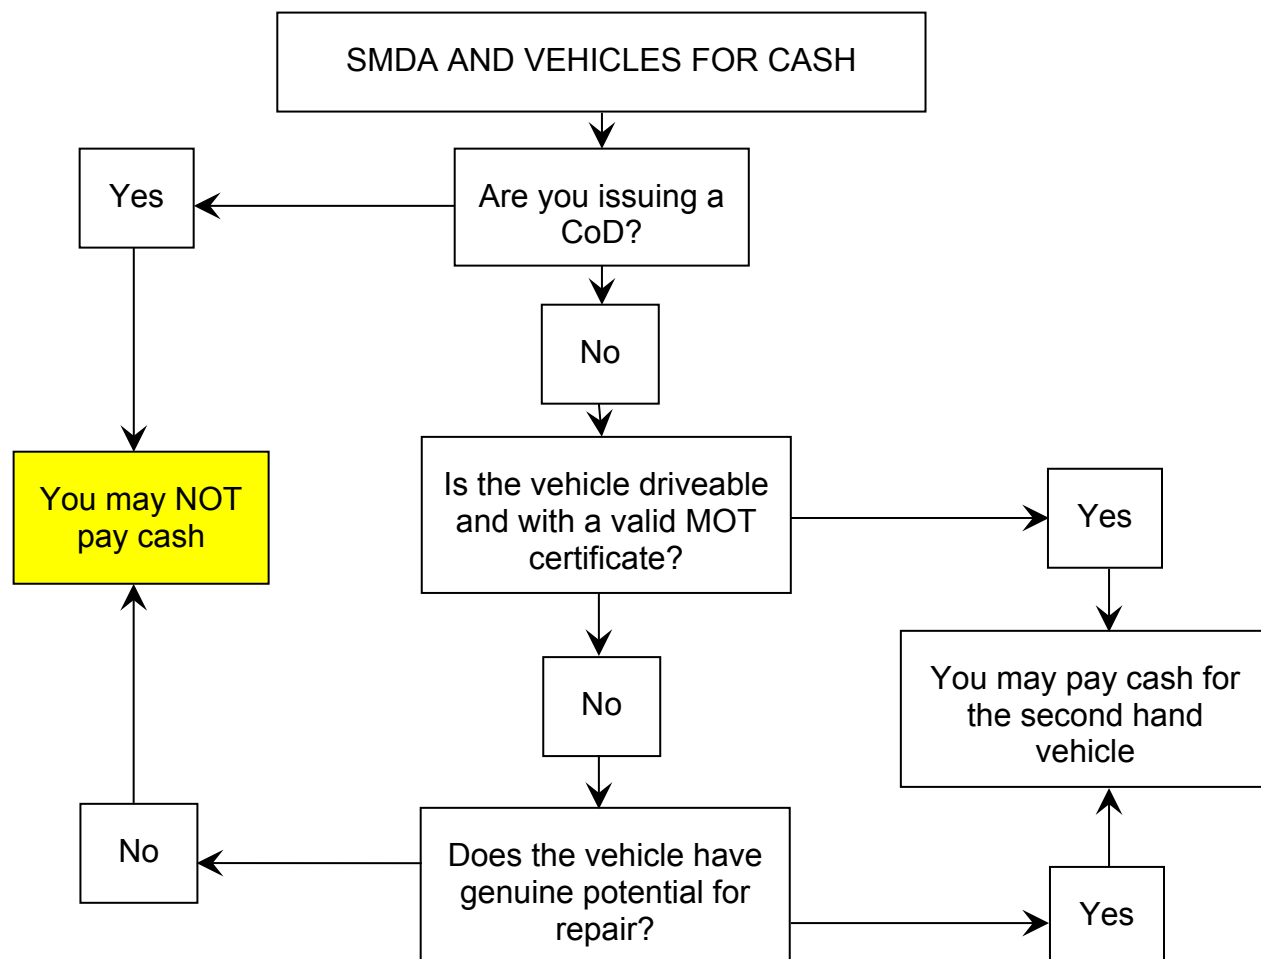 SMDA AND VEHICLES FOR CASH
Yes
Are you issuing a
CoD?
No
You may NOT
pay cash
Is the vehicle driveable
and with a valid MOT
certificate?
Yes
No
You may pay cash for
the second hand
vehicle
No
Does the vehicle have
genuine potential for
repair?
Yes